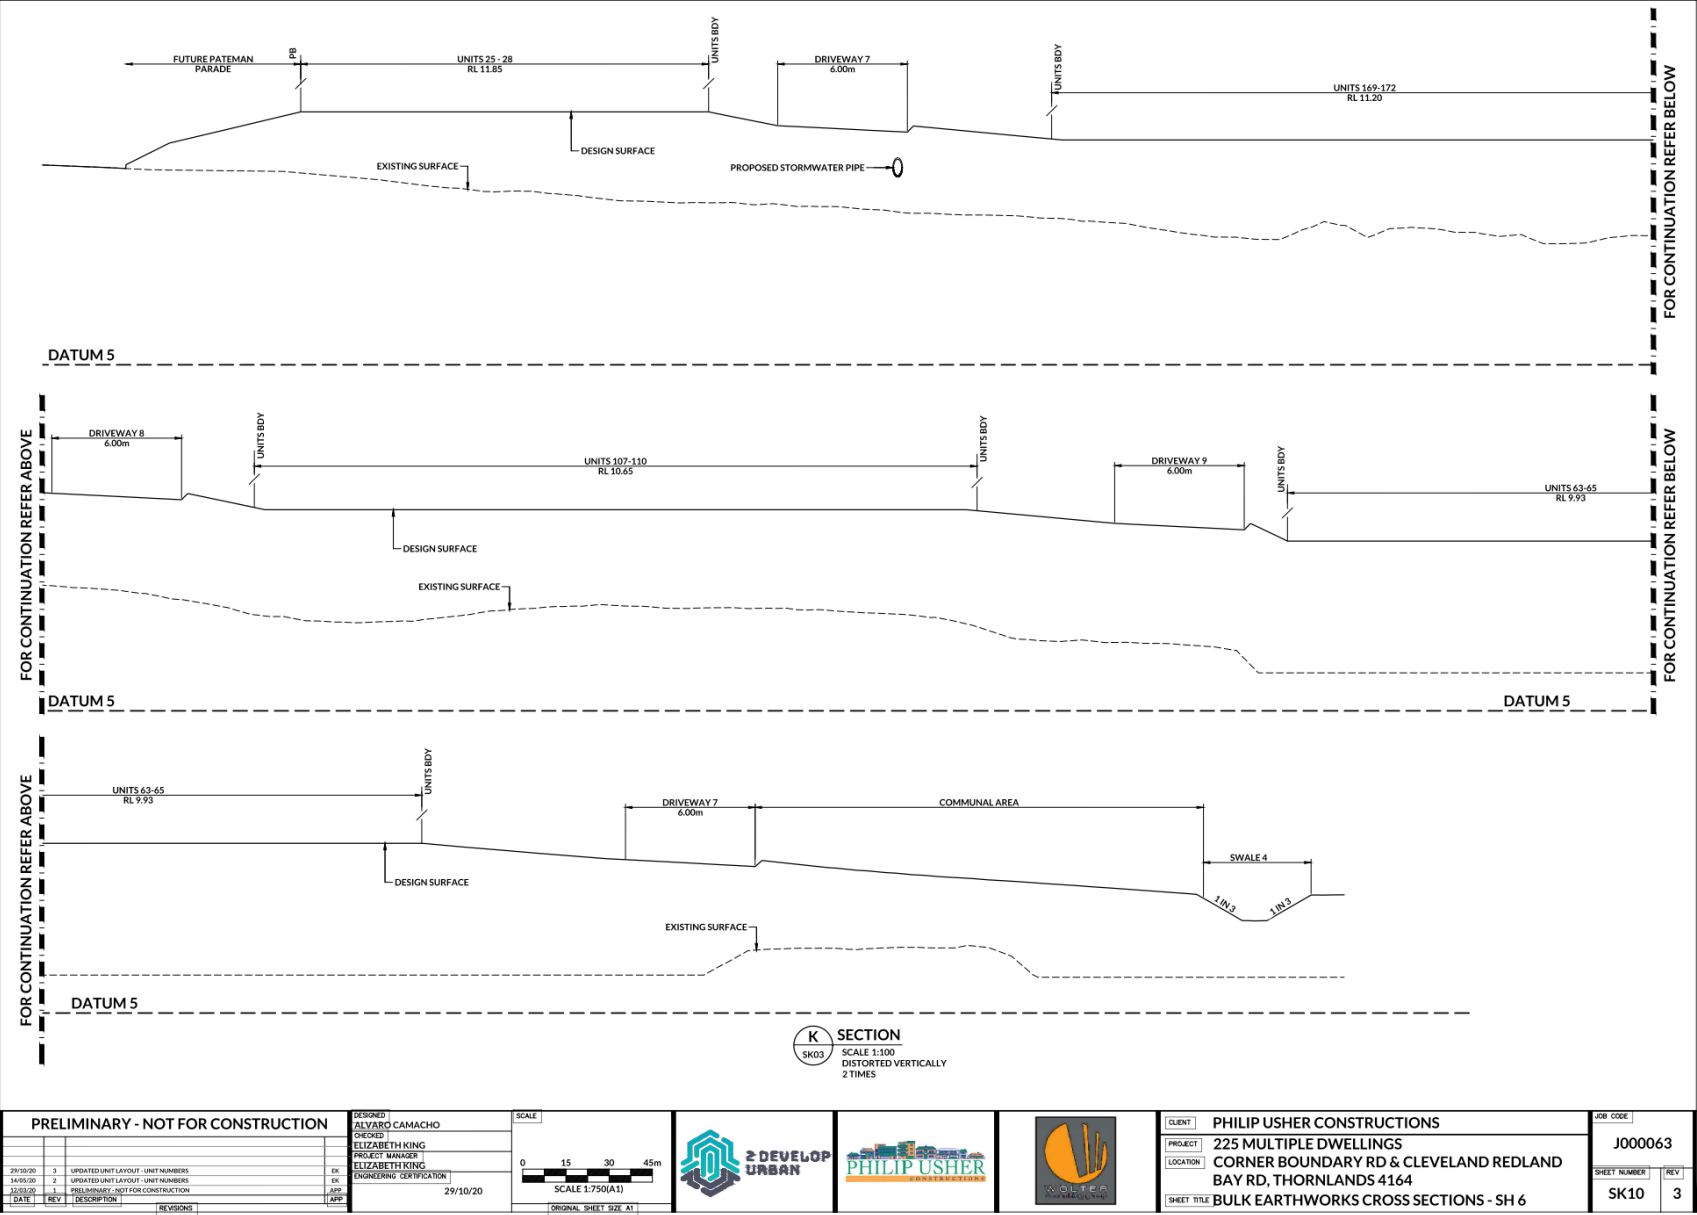 FUTURE PATEMAN
PARADE
PB
UNITS 25 - 28
RL 11.85
UNITS BDY
DRIVEWAY 7
6.00m
UNITS BDY
UNITS 169-172
RL 11.20
FOR CONTINUATION REFER BELOW
DESIGN SURFACE
EXISTING SURFACE
PROPOSED STORMWATER PIPE
DATUM 5
FOR CONTINUATION REFER ABOVE
DRIVEWAY 8
6.00m
UNITS BDY
UNITS 107-110
RL 10.65
UNITS BDY
DRIVEWAY 9
6.00m
UNITS BDY
UNITS 63-65
RL 9.93
FOR CONTINUATION REFER BELOW
DESIGN SURFACE
EXISTING SURFACE
DATUM 5
DATUM 5
FOR CONTINUATION REFER ABOVE
UNITS 63-65
RL 9.93
UNITS BDY
DRIVEWAY 7
6.00m
COMMUNAL AREA
SWALE 4
1 IN 3
1 IN 3
DESIGN SURFACE
EXISTING SURFACE
DATUM 5
K
SK03
SECTION
SCALE 1:100
DISTORTED VERTICALLY
2 TIMES
PRELIMINARY - NOT FOR CONSTRUCTION
29/10/20 3 UPDATED UNIT LAYOUT - UNIT NUMBERS EK
14/05/20 2 UPDATED UNIT LAYOUT - UNIT NUMBERS EK
12/03/20 1 PRELIMINARY - NOT FOR CONSTRUCTION APP
DATE REV DESCRIPTION APP
REVISIONS
DESIGNED
ALVARO CAMACHO
CHECKED
ELIZABETH KING
PROJECT MANAGER
ELIZABETH KING
ENGINEERING CERTIFICATION
29/10/20
SCALE
0 15 30 45m
SCALE 1:750(A1)
ORIGINAL SHEET SIZE A1
2 DEVELOP
URBAN
PHILIP USHER
CONSTRUCTIONS
WOLTER
CLIENT PHILIP USHER CONSTRUCTIONS
PROJECT 225 MULTIPLE DWELLINGS
LOCATION CORNER BOUNDARY RD & CLEVELAND REDLAND
BAY RD, THORNLANDS 4164
SHEET TITLE BULK EARTHWORKS CROSS SECTIONS - SH 6
JOB CODE
J000063
SHEET NUMBER REV
SK10 3